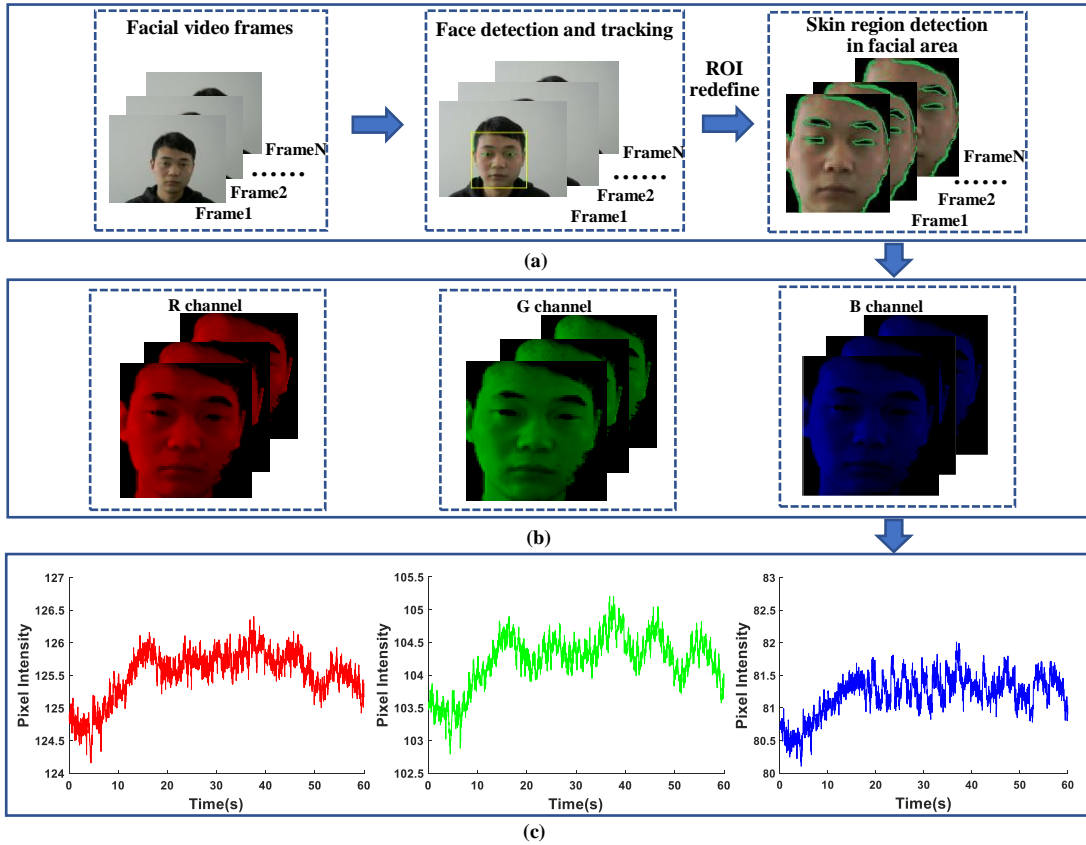 Facial video frames
Frame1
Frame2
FrameN
......
Face detection and tracking
Frame1
Frame2
FrameN
......
ROI
redefine
Skin region detection
in facial area
Frame1
Frame2
FrameN
......
(a)
R channel
G channel
B channel
(b)
Pixel Intensity
127
126.5
126
125.5
125
124.5
124
0 10 20 30 40 50 60
Time(s)
Pixel Intensity
105.5
105
104.5
104
103.5
103
102.5
0 10 20 30 40 50 60
Time(s)
Pixel Intensity
83
82.5
82
81.5
81
80.5
80
0 10 20 30 40 50 60
Time(s)
(c)